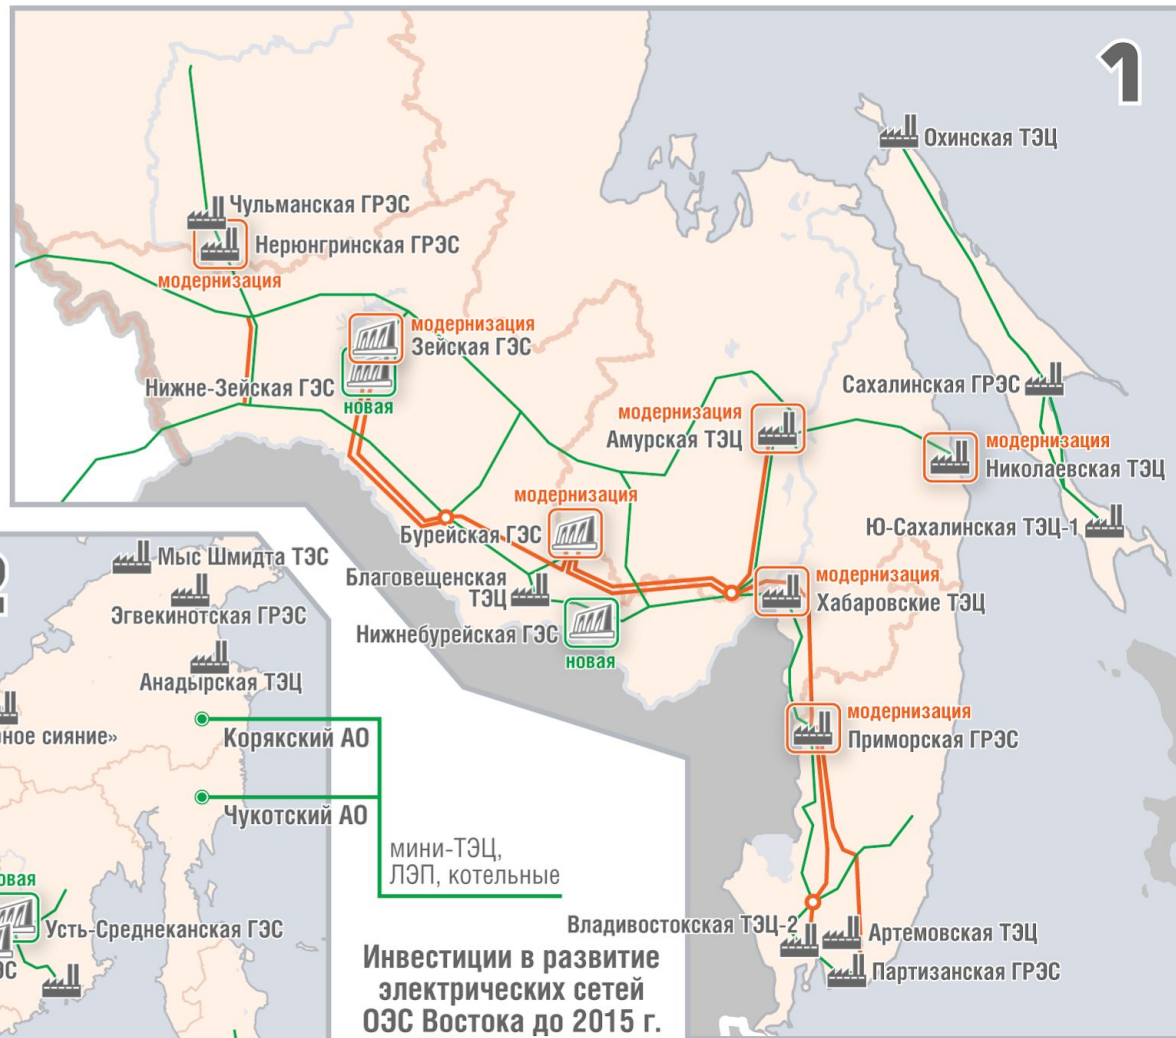 1
Охинская ТЭЦ
Чульманская ГРЭС
Нерюнгринская ГРЭС
модернизация
модернизация
Зейская ГЭС
Нижне-Зейская ГЭС
новая
Сахалинская ГРЭС
модернизация
Амурская ТЭЦ
модернизация
Николаевская ТЭЦ
модернизация
Бурейская ГЭС
Ю-Сахалинская ТЭЦ-1
Благовещенская
ТЭЦ
модернизация
Хабаровские ТЭЦ
Нижнебурейская ГЭС
новая
модернизация
Приморская ГРЭС
Владивостокская ТЭЦ-2
Артемовская ТЭЦ
Партизанская ГРЭС
2
Мыс Шмидта ТЭС
Эгвекинотская ГРЭС
Анадырская ТЭЦ
сияние»
Корякский АО
Чукотский АО
мини-ТЭЦ,
ЛЭП, котельные
Усть-Среднеканская ГЭС
Инвестиции в развитие
электрических сетей
ОЭС Востока до 2015 г.